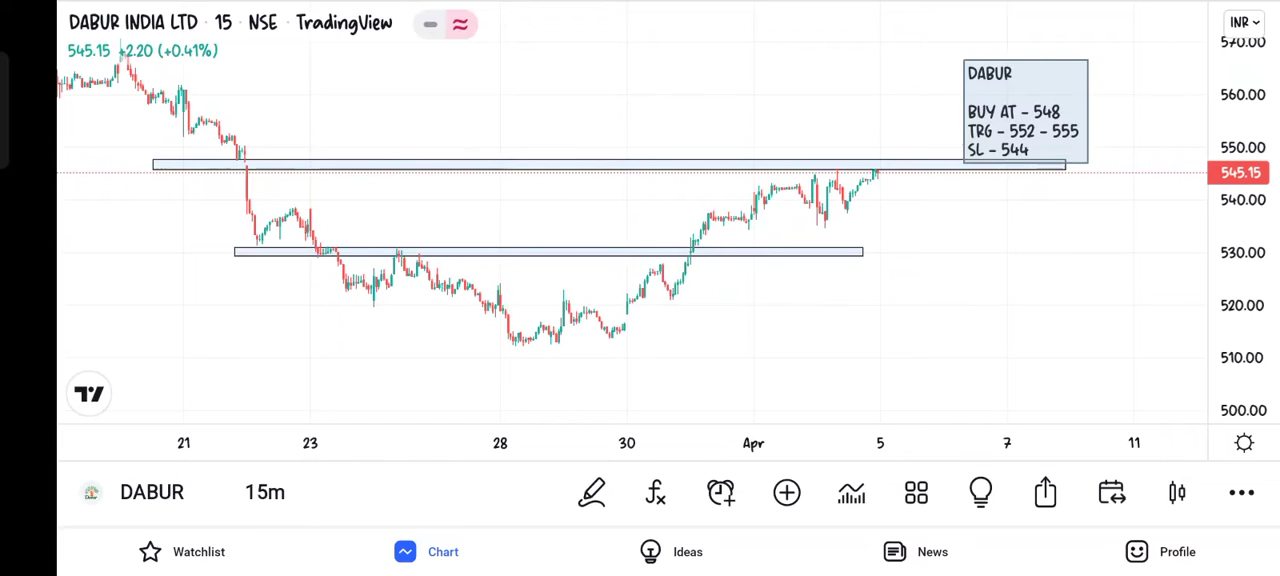 DABUR INDIA LTD · 15 · NSE · TradingView
INR
545.15 +2.20 (+0.41%)
570.00
560.00
550.00
545.15
540.00
530.00
520.00
510.00
500.00
DABUR
BUY AT - 548
TRG - 552 - 555
SL - 544
21 23 28 30 Apr 5 7 11
DABUR 15m
Watchlist Chart Ideas News Profile